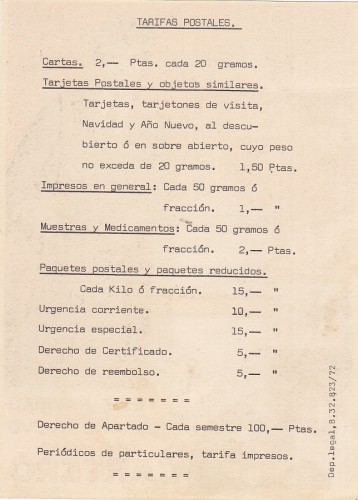 TARIFAS POSTALES.
Cartas. 2,— Ptas. cada 20 gramos.
Tarjetas Postales y objetos similares.
Tarjetas, tarjetones de visita,
Navidad y Año Nuevo, al descu-
bierto ó en sobre abierto, cuyo peso
no exceda de 20 gramos. 1,50 Ptas.
Impresos en general: Cada 50 gramos ó
fracción. 1,— "
Muestras y Medicamentos: Cada 50 gramos ó
fracción. 2,— Ptas.
Paquetes postales y paquetes reducidos.
Cada Kilo ó fracción. 15,— "
Urgencia corriente. 10,— "
Urgencia especial. 15,— "
Derecho de Certificado. 5,— "
Derecho de reembolso. 5,— "
= = = = = = =
Derecho de Apartado - Cada semestre 100,— Ptas.
Periódicos de particulares, tarifa impresos.
= = = = = = =
Dep.legal,B.32.823/72